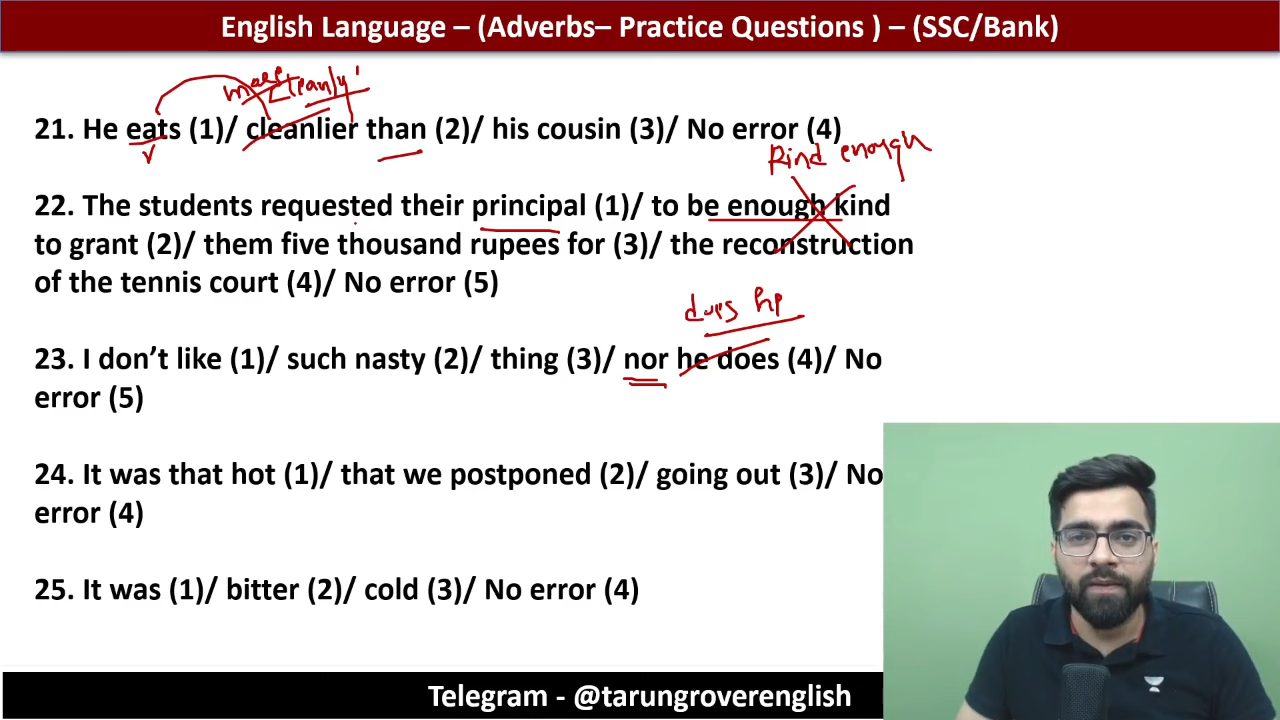 English Language – (Adverbs– Practice Questions ) – (SSC/Bank)
more cleanly
21. He eats (1)/ cleanlier than (2)/ his cousin (3)/ No error (4)
Kind enough
22. The students requested their principal (1)/ to be enough kind
to grant (2)/ them five thousand rupees for (3)/ the reconstruction
of the tennis court (4)/ No error (5)
does he
23. I don’t like (1)/ such nasty (2)/ thing (3)/ nor he does (4)/ No
error (5)
24. It was that hot (1)/ that we postponed (2)/ going out (3)/ No
error (4)
25. It was (1)/ bitter (2)/ cold (3)/ No error (4)
Telegram - @tarungroverenglish